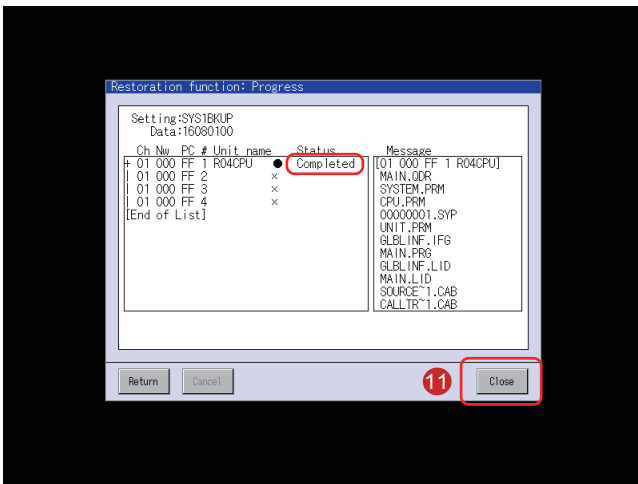 Restoration function: Progress
Setting:SYS1BKUP
Data:16080100
Ch Nw PC # Unit name Status Message
+ 01 000 FF 1 R04CPU ● Completed
| 01 000 FF 2 ×
| 01 000 FF 3 ×
| 01 000 FF 4 ×
[End of List]
[01 000 FF 1 R04CPU]
MAIN.QDR
SYSTEM.PRM
CPU.PRM
00000001.SYP
UNIT.PRM
GLBLINF.IFG
MAIN.PRG
GLBLINF.LID
MAIN.LID
SOURCE~1.CAB
CALLTR~1.CAB
Return Cancel 11 Close